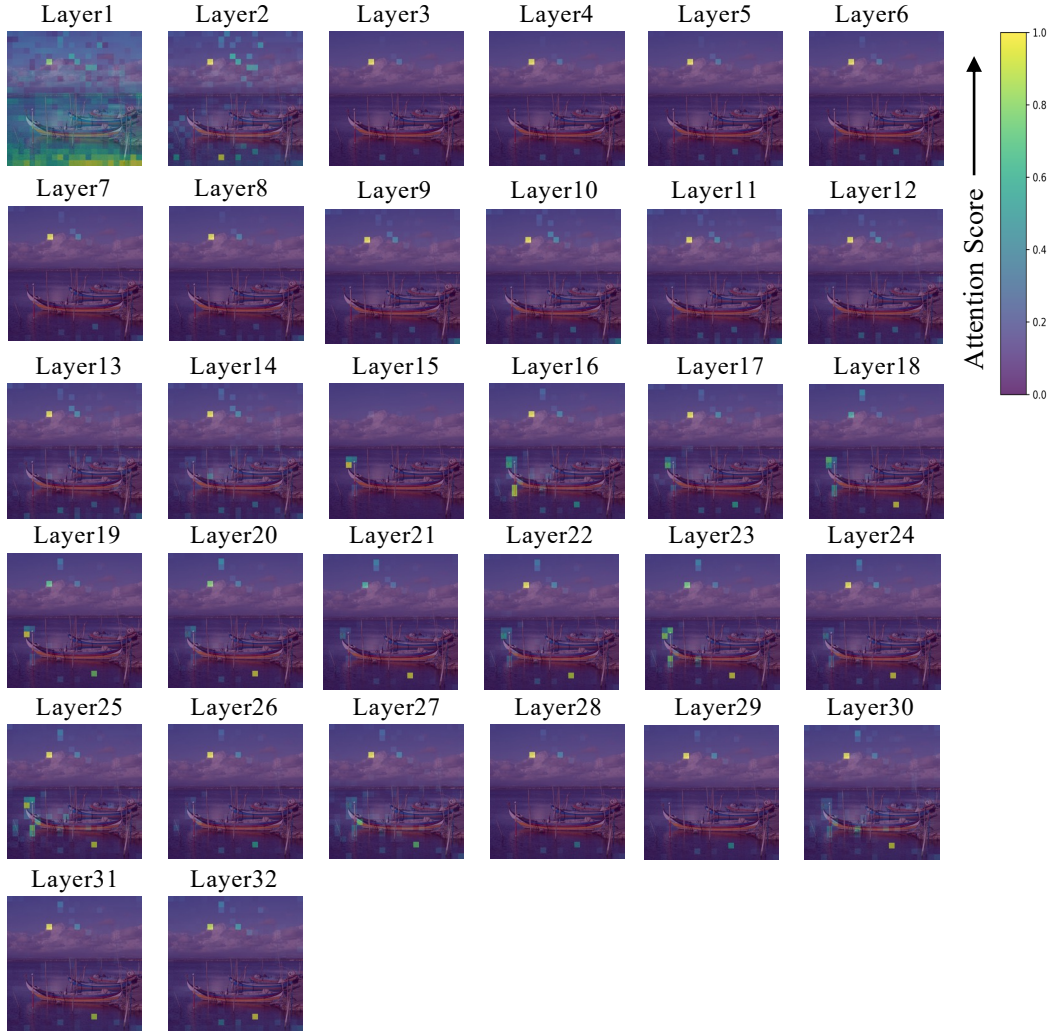 Layer1 Layer2 Layer3 Layer4 Layer5 Layer6
Layer7 Layer8 Layer9 Layer10 Layer11 Layer12
Layer13 Layer14 Layer15 Layer16 Layer17 Layer18
Layer19 Layer20 Layer21 Layer22 Layer23 Layer24
Layer25 Layer26 Layer27 Layer28 Layer29 Layer30
Layer31 Layer32
1.0
0.8
0.6
0.4
0.2
0.0
Attention Score